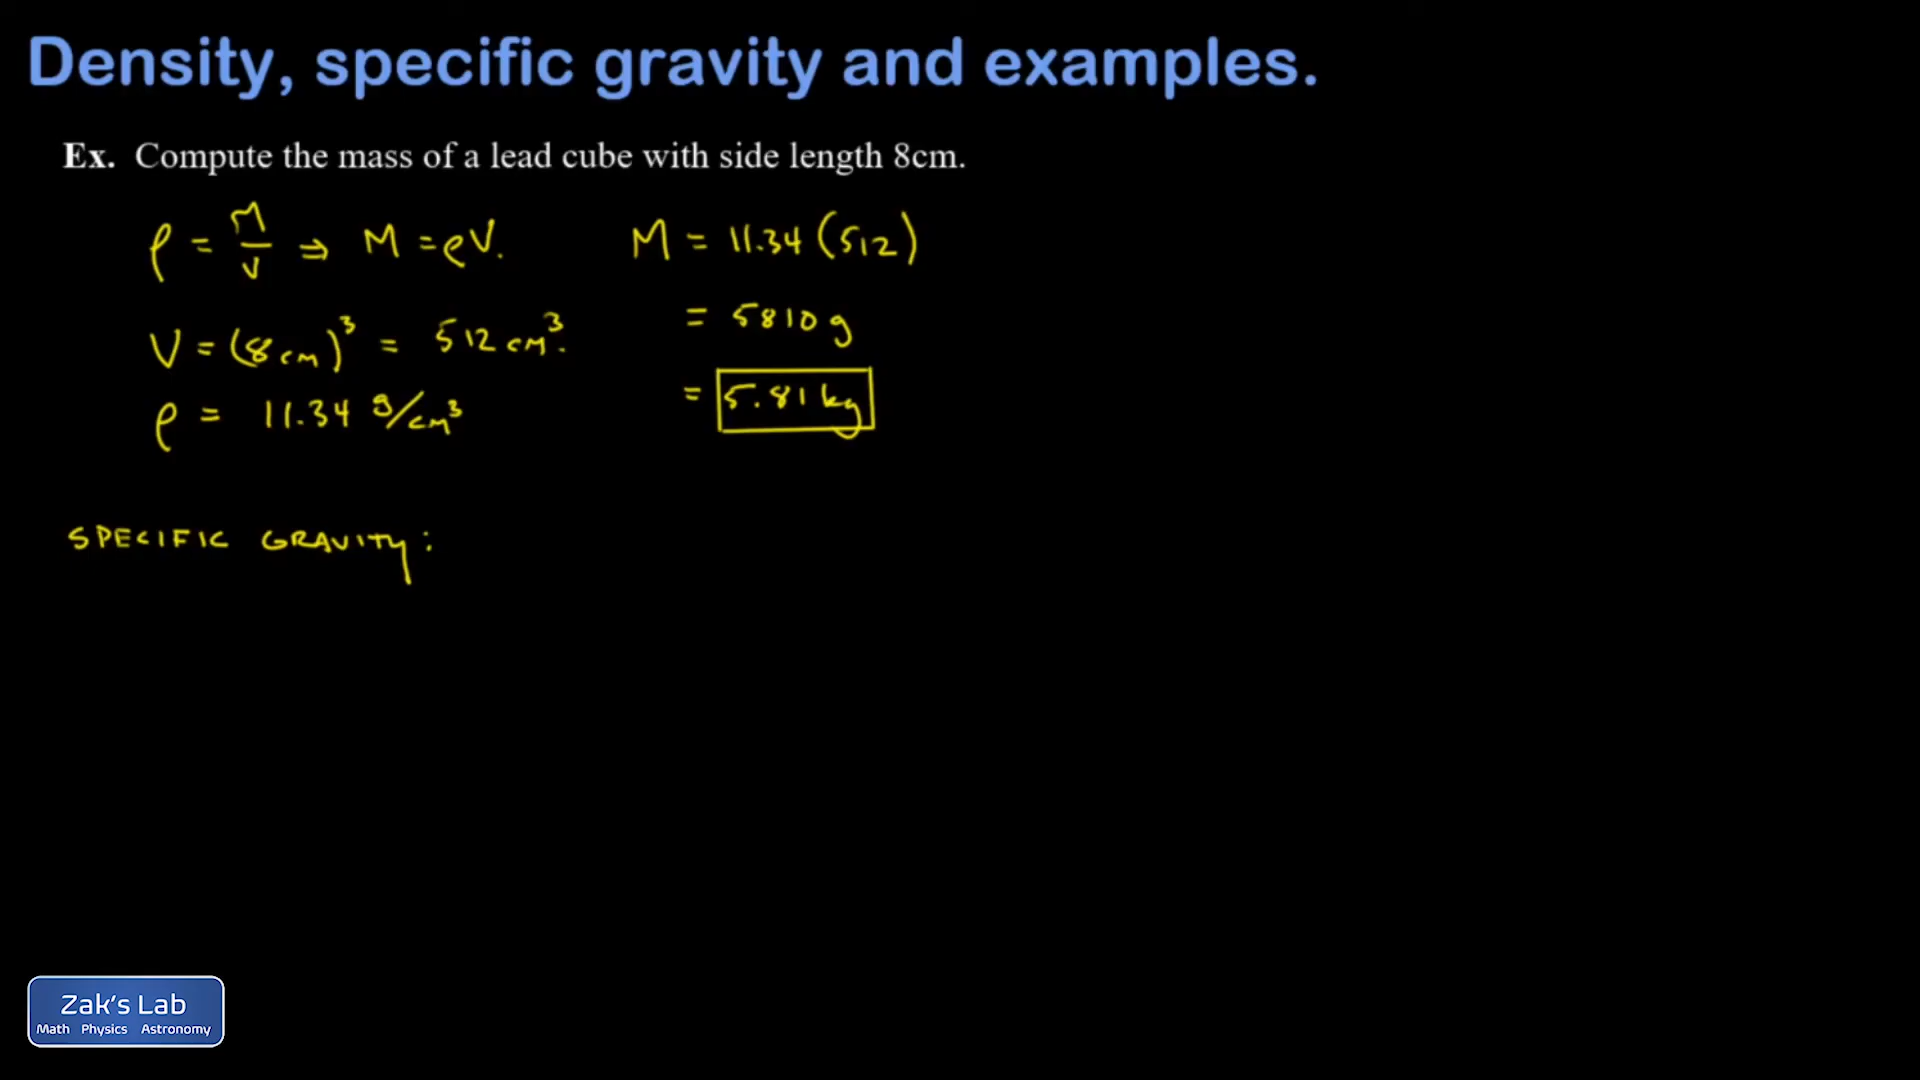 Density, specific gravity and examples.
Ex. Compute the mass of a lead cube with side length 8cm.
ρ = M/V ⇒ M = ρV.
V = (8cm)³ = 512 cm³.
ρ = 11.34 g/cm³
M = 11.34 (512)
= 5810 g
= 5.81 kg
SPECIFIC GRAVITY:
Zak's Lab
Math Physics Astronomy